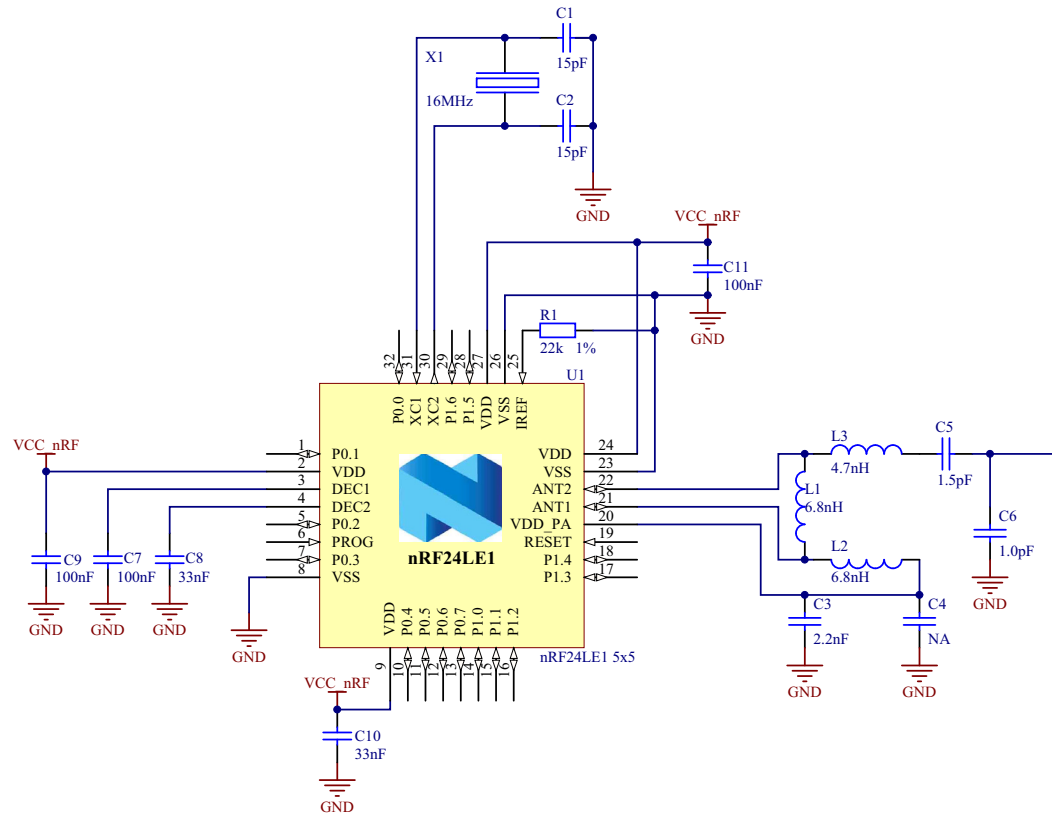 C1
15pF
X1
16MHz
C2
15pF
GND
VCC_nRF
C11
100nF
GND
R1
22k 1%
32
31
30
29
28
27
26
25
U1
P0.0
XC1
XC2
P1.6
P1.5
VDD
VSS
IREF
VCC_nRF
1 P0.1
2 VDD
3 DEC1
4 DEC2
5 P0.2
6 PROG
7 P0.3
8 VSS
nRF24LE1
VDD 24
VSS 23
ANT2 22
ANT1 21
VDD_PA 20
RESET 19
P1.4 18
P1.3 17
C9
100nF
GND
C7
100nF
GND
C8
33nF
GND
GND
VDD
P0.4
P0.5
P0.6
P0.7
P1.0
P1.1
P1.2
9
10
11
12
13
14
15
16
nRF24LE1 5x5
L3
4.7nH
C5
1.5pF
L1
6.8nH
L2
6.8nH
C6
1.0pF
GND
C3
2.2nF
GND
C4
NA
GND
VCC_nRF
C10
33nF
GND